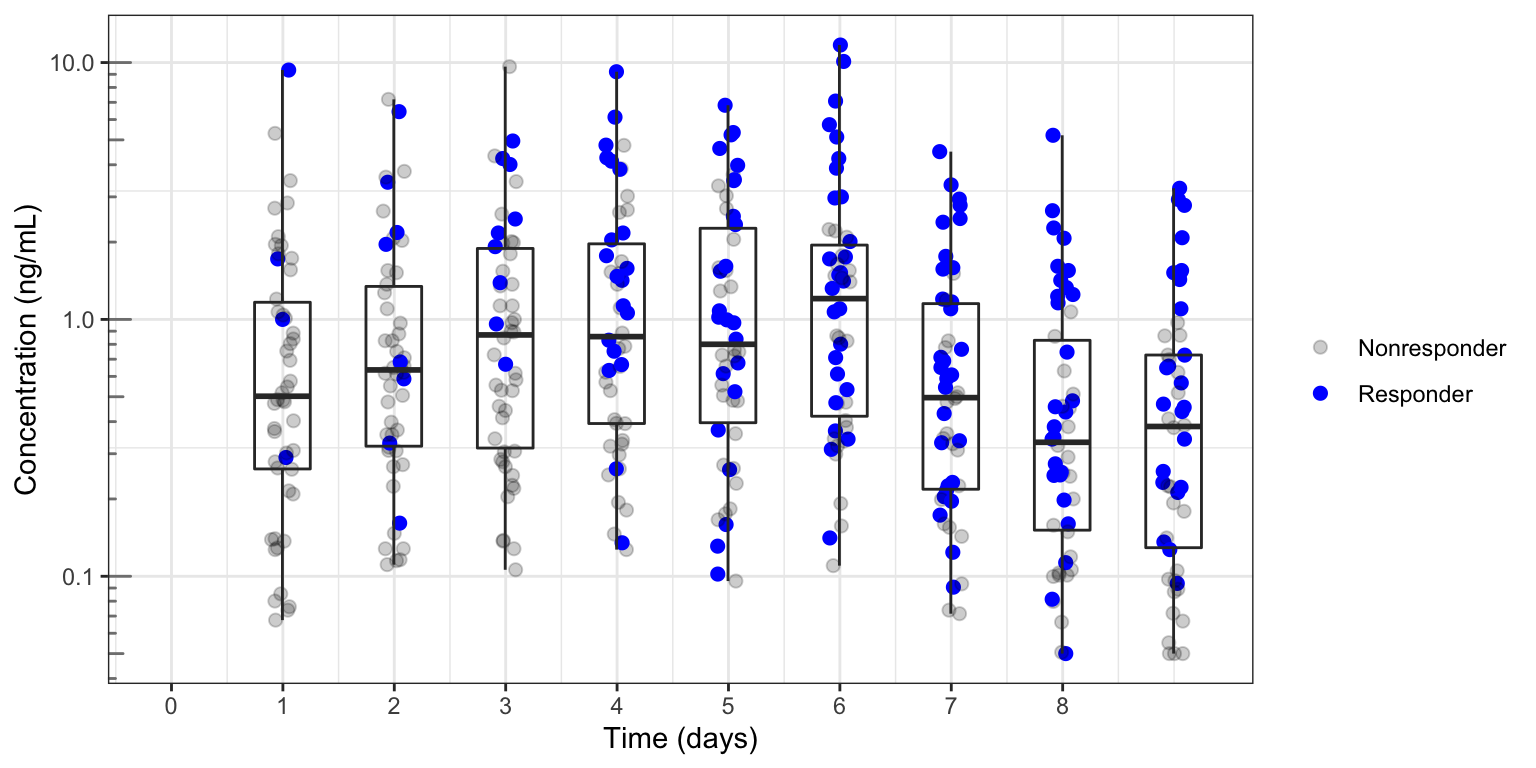 Concentration (ng/mL)
10.0
1.0
0.1
0 1 2 3 4 5 6 7 8
Time (days)
Nonresponder
Responder